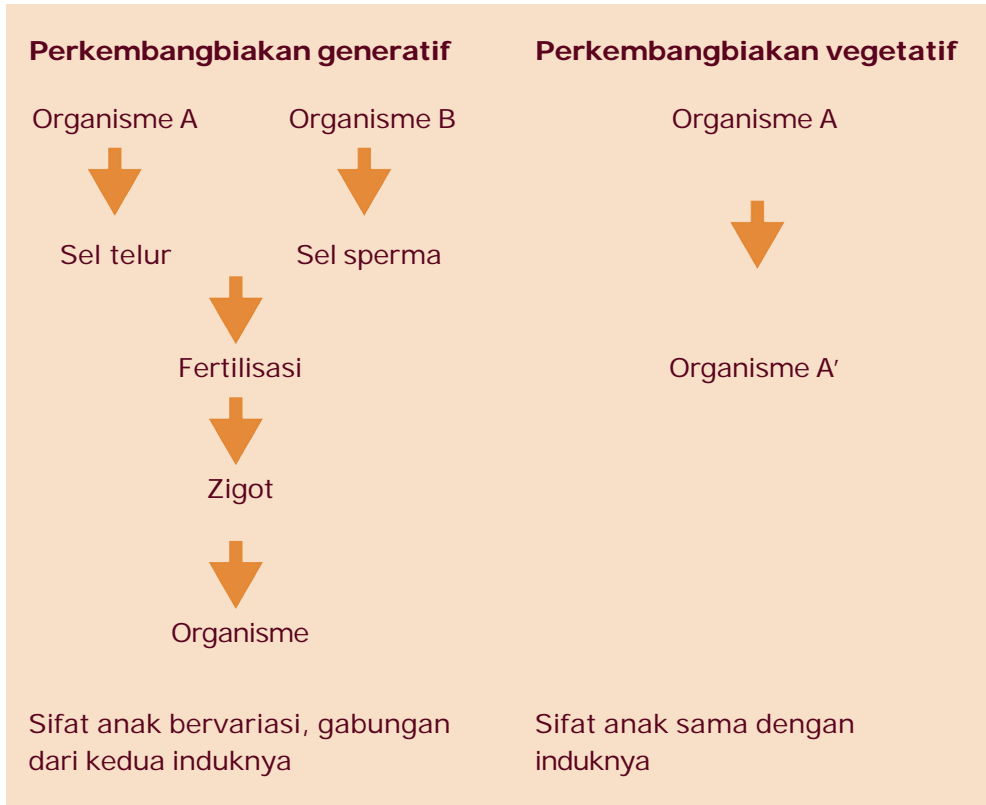 Perkembangbiakan generatif
Organisme A
Organisme B
Sel telur
Sel sperma
Fertilisasi
Zigot
Organisme
Sifat anak bervariasi, gabungan
dari kedua induknya
Perkembangbiakan vegetatif
Organisme A
Organisme A'
Sifat anak sama dengan
induknya